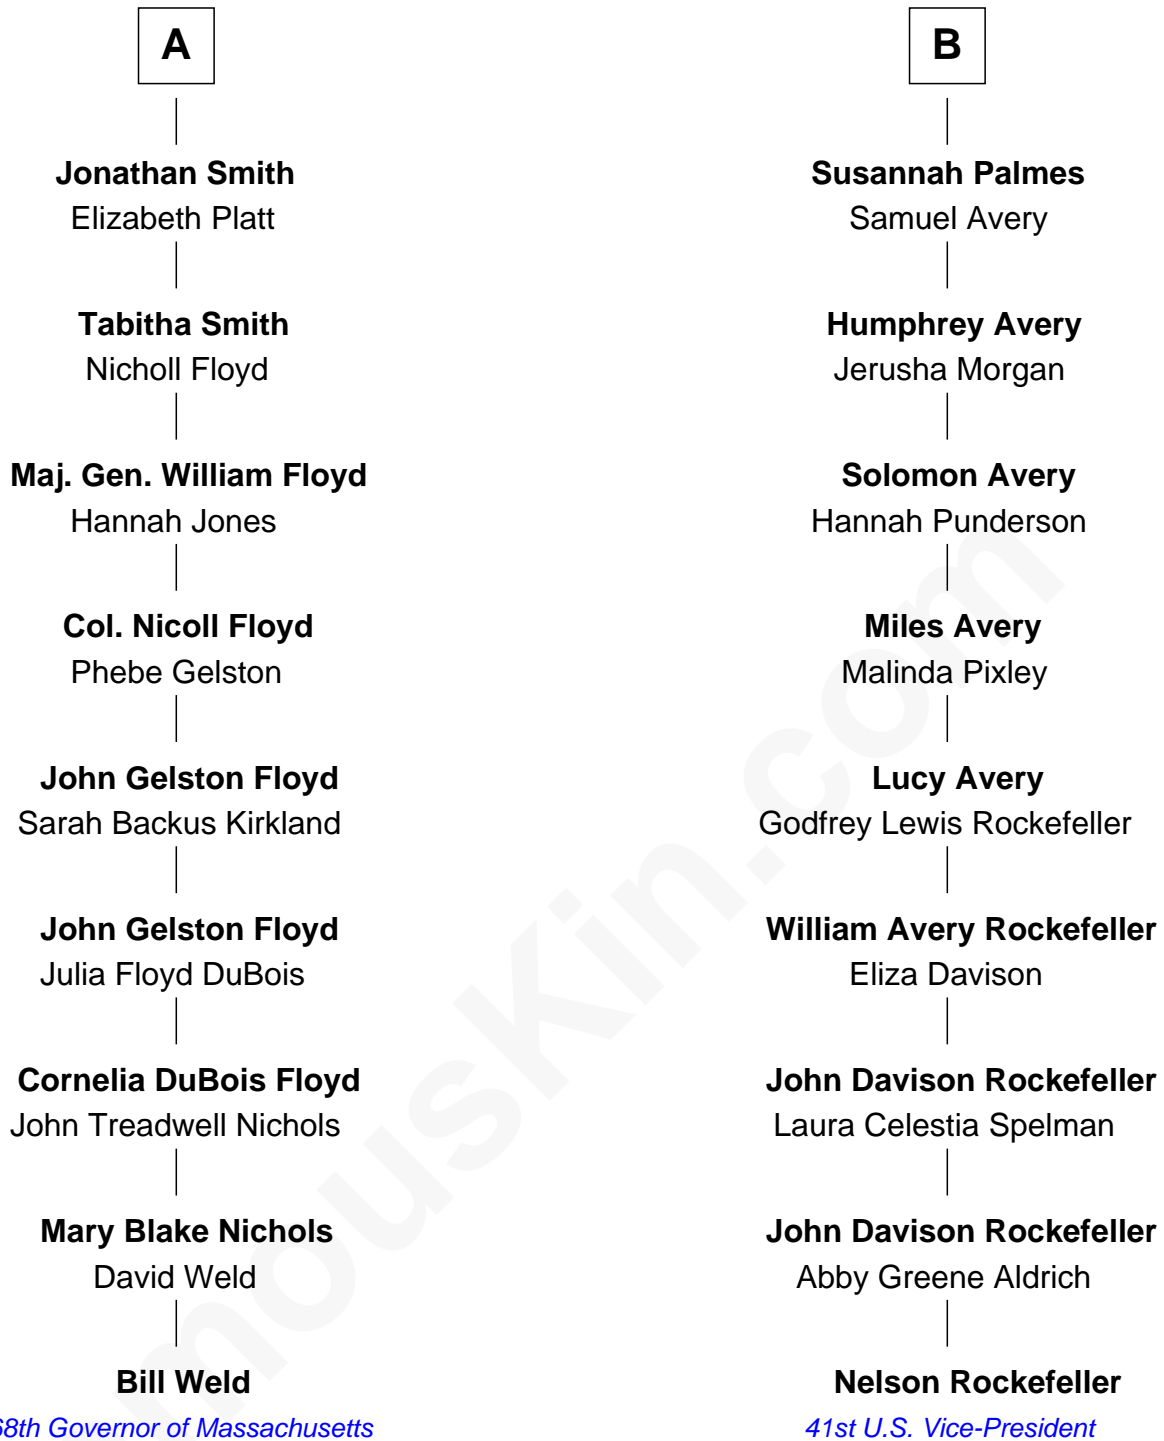 A
Jonathan Smith
Elizabeth Platt
Tabitha Smith
Nicholl Floyd
Maj. Gen. William Floyd
Hannah Jones
Col. Nicoll Floyd
Phebe Gelston
John Gelston Floyd
Sarah Backus Kirkland
John Gelston Floyd
Julia Floyd DuBois
Cornelia DuBois Floyd
John Treadwell Nichols
Mary Blake Nichols
David Weld
Bill Weld
68th Governor of Massachusetts
B
Susannah Palmes
Samuel Avery
Humphrey Avery
Jerusha Morgan
Solomon Avery
Hannah Punderson
Miles Avery
Malinda Pixley
Lucy Avery
Godfrey Lewis Rockefeller
William Avery Rockefeller
Eliza Davison
John Davison Rockefeller
Laura Celestia Spelman
John Davison Rockefeller
Abby Greene Aldrich
Nelson Rockefeller
41st U.S. Vice-President
mousKin.com